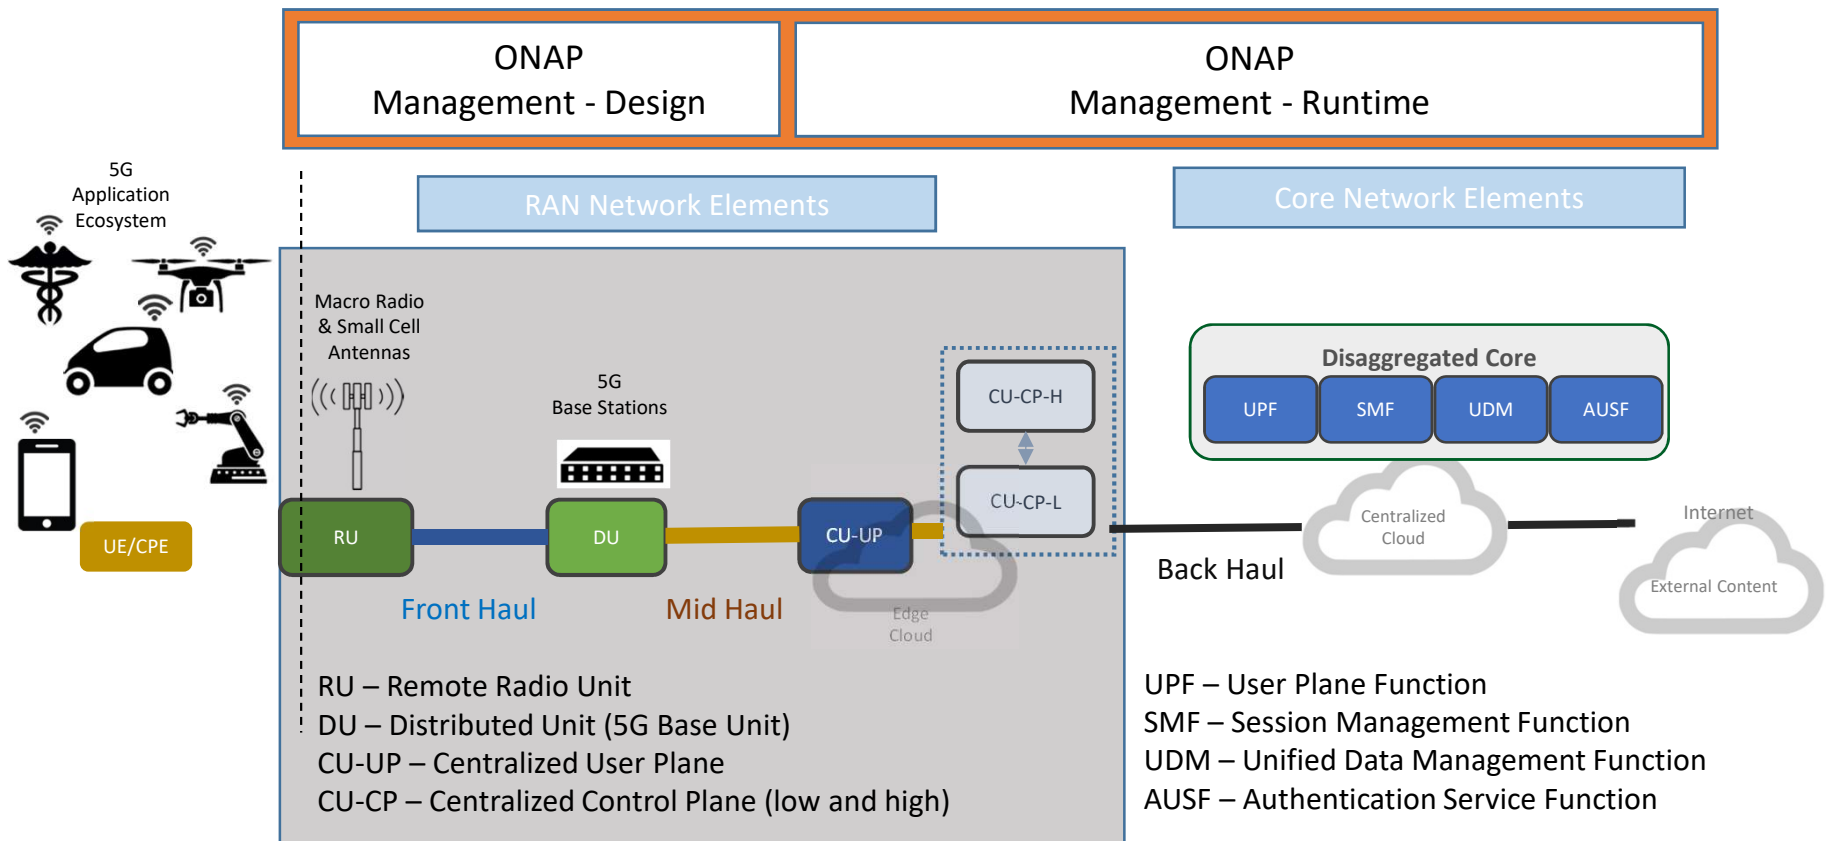 ONAP
Management - Design
ONAP
Management - Runtime
5G
Application
Ecosystem
RAN Network Elements
Core Network Elements
Macro Radio
& Small Cell
Antennas
5G
Base Stations
CU-CP-H
CU-CP-L
Disaggregated Core
UPF
SMF
UDM
AUSF
UE/CPE
RU
DU
CU-UP
Front Haul
Mid Haul
Edge
Cloud
Back Haul
Centralized
Cloud
Internet
External Content
RU – Remote Radio Unit
DU – Distributed Unit (5G Base Unit)
CU-UP – Centralized User Plane
CU-CP – Centralized Control Plane (low and high)
UPF – User Plane Function
SMF – Session Management Function
UDM – Unified Data Management Function
AUSF – Authentication Service Function